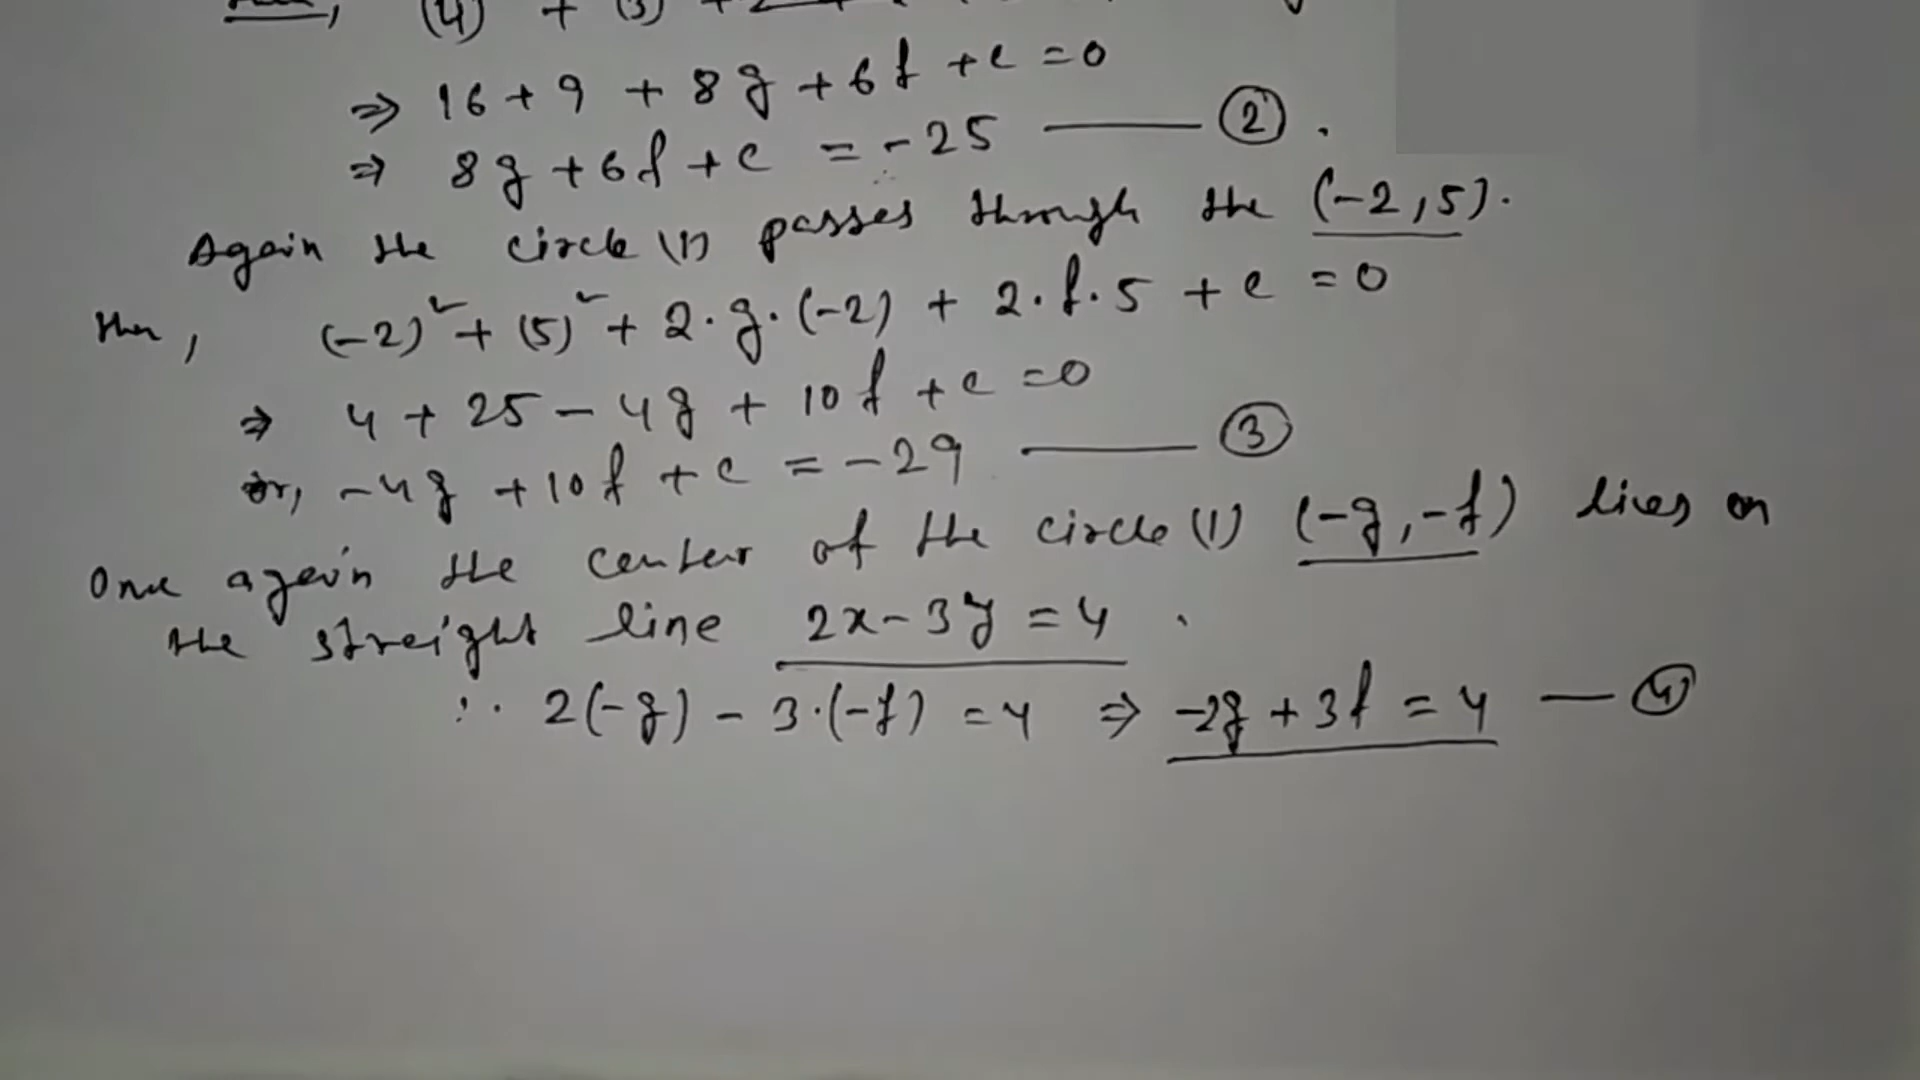 (4) + (3) +
⇒ 16 + 9 + 8g + 6f + c = 0
⇒ 8g + 6f + c = -25 —— ②.
Again the circle (1) passes through the (-2, 5).
then, (-2)² + (5)² + 2·g·(-2) + 2·f·5 + c = 0
⇒ 4 + 25 - 4g + 10f + c = 0
or, -4g + 10f + c = -29 —— ③
Once again the center of the circle (1) (-g, -f) lies on
the streight line 2x - 3y = 4 .
∴ 2(-g) - 3·(-f) = 4 ⇒ -2g + 3f = 4 — ④